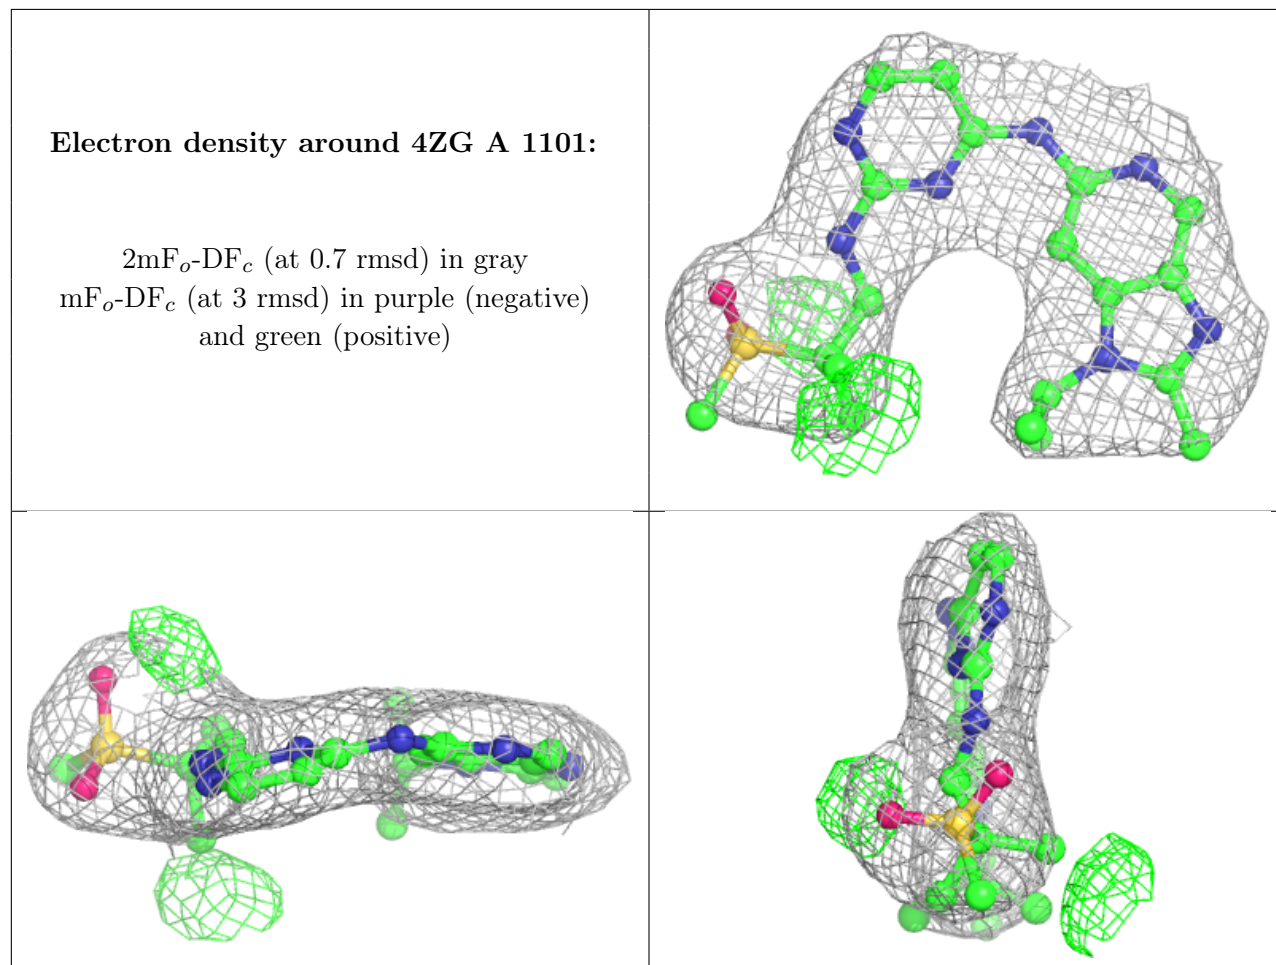 Electron density around 4ZG A 1101:
2mFo-DFc (at 0.7 rmsd) in gray
mFo-DFc (at 3 rmsd) in purple (negative)
and green (positive)